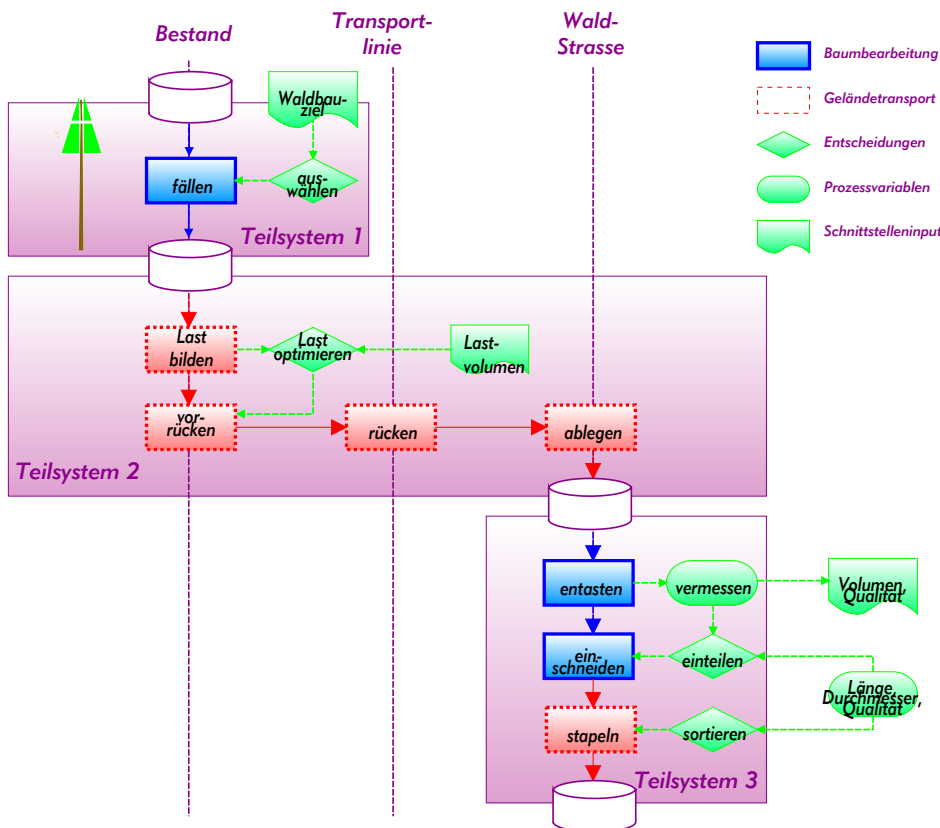 Bestand
Transport-
linie
Wald-
Strasse
Baumbearbeitung
Geländetransport
Entscheidungen
Prozessvariablen
Schnittstelleninput
Waldbau-
ziel
fällen
aus-
wählen
Teilsystem 1
Last
bilden
Last
optimieren
Last-
volumen
vor-
rücken
rücken
ablegen
Teilsystem 2
entasten
vermessen
Volumen,
Qualität
ein-
schneiden
einteilen
Länge,
Durchmesser,
Qualität
stapeln
sortieren
Teilsystem 3